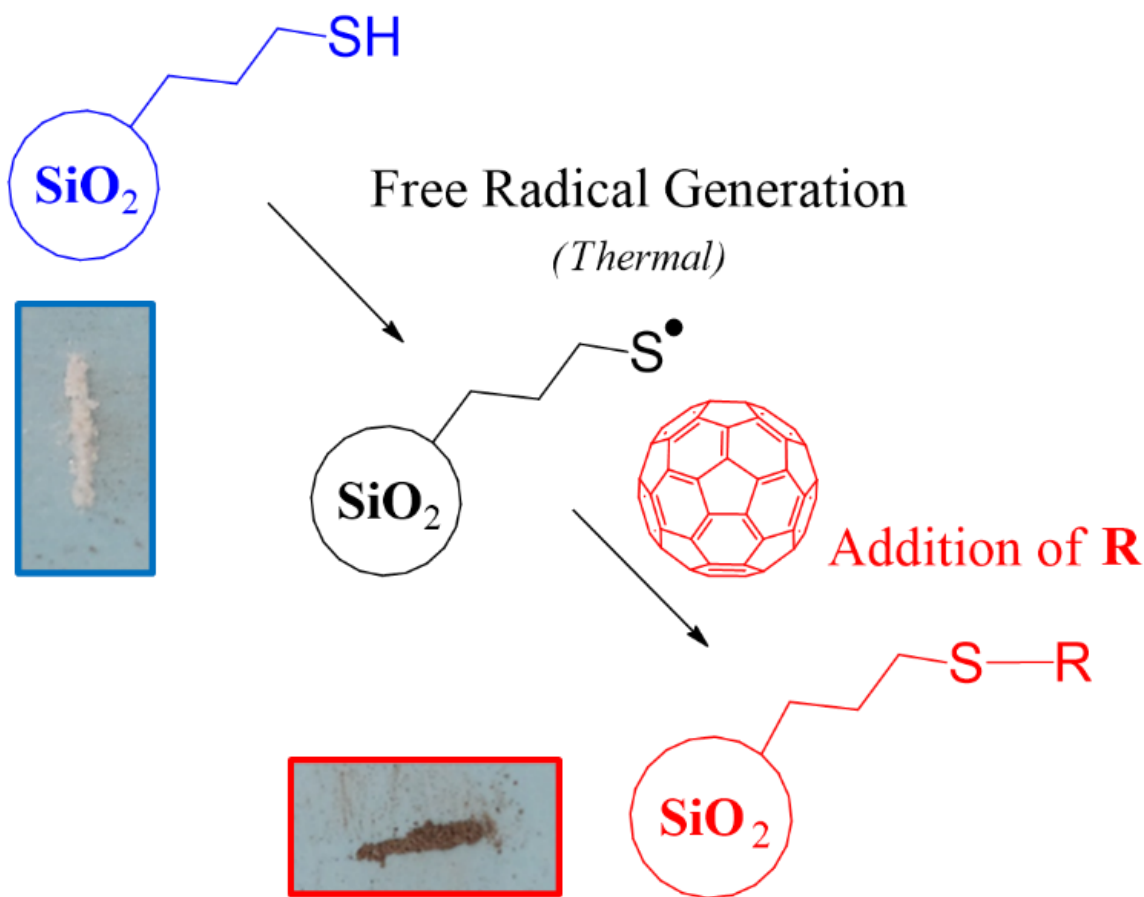 SH
SiO₂
Free Radical Generation
(Thermal)
S•
SiO₂
Addition of R
S—R
SiO₂